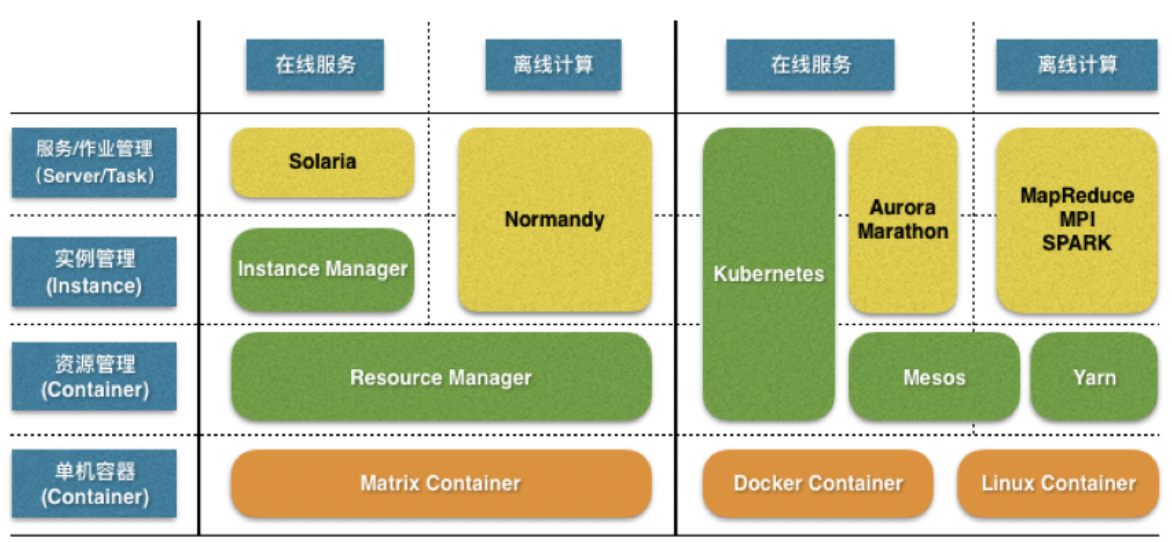 在线服务
离线计算
在线服务
离线计算
服务/作业管理
(Server/Task)
Solaria
Normandy
Kubernetes
Aurora
Marathon
MapReduce
MPI
SPARK
实例管理
(Instance)
Instance Manager
资源管理
(Container)
Resource Manager
Mesos
Yarn
单机容器
(Container)
Matrix Container
Docker Container
Linux Container